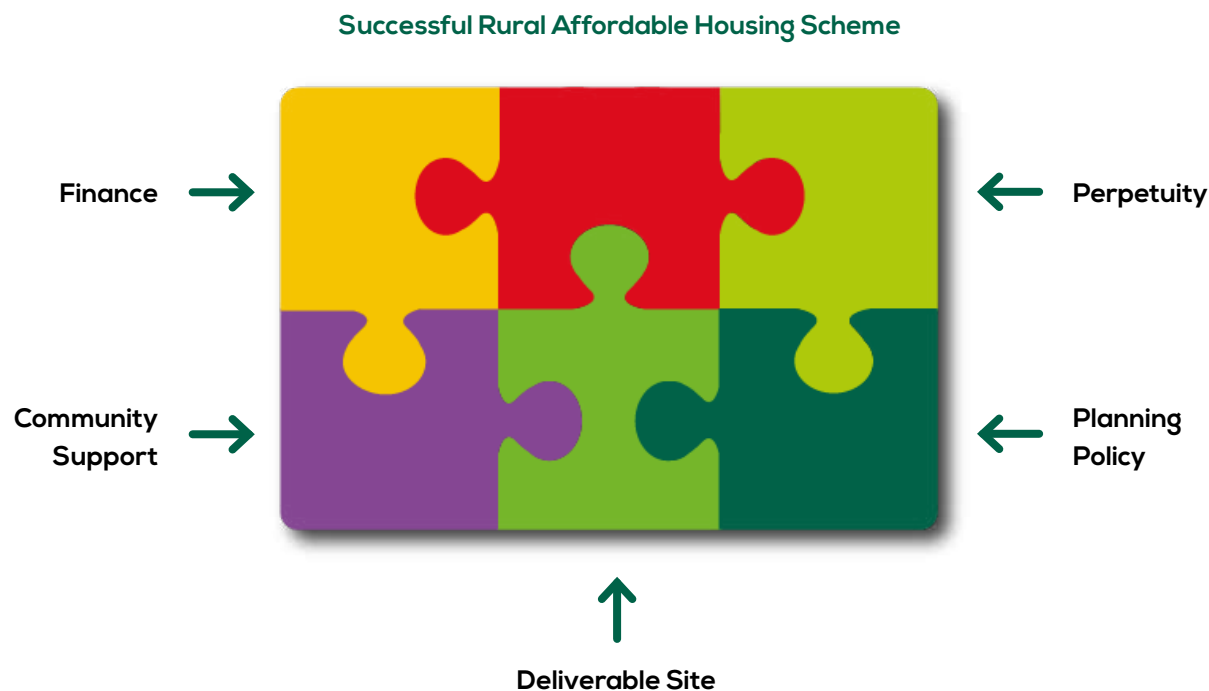 Successful Rural Affordable Housing Scheme
Finance
Perpetuity
Community
Support
Planning
Policy
Deliverable Site